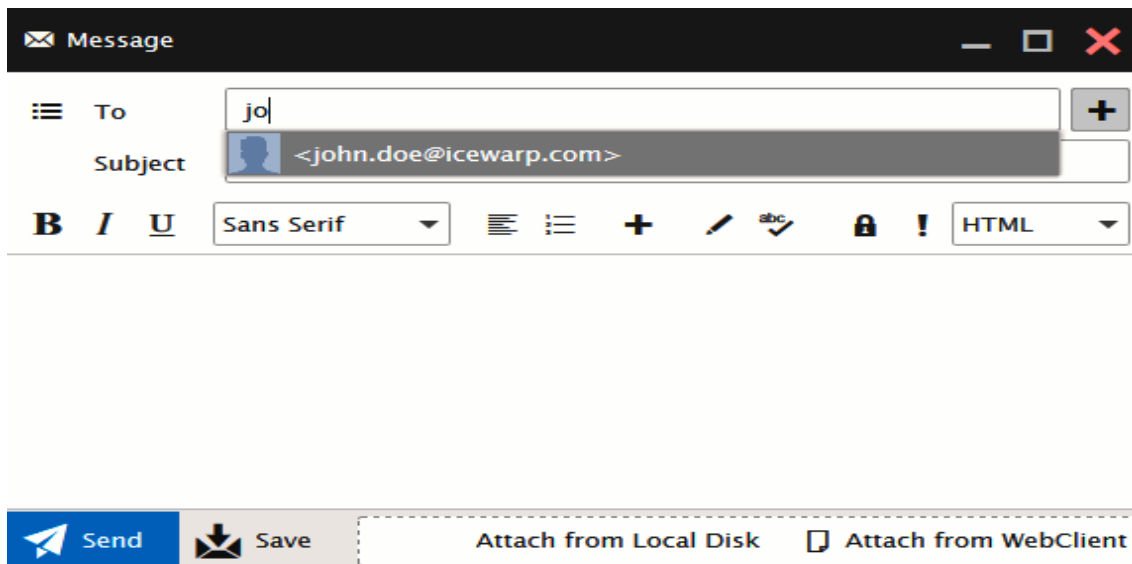 Message
To jo
<john.doe@icewarp.com>
Subject
B I U Sans Serif abc ! HTML
Send Save Attach from Local Disk Attach from WebClient